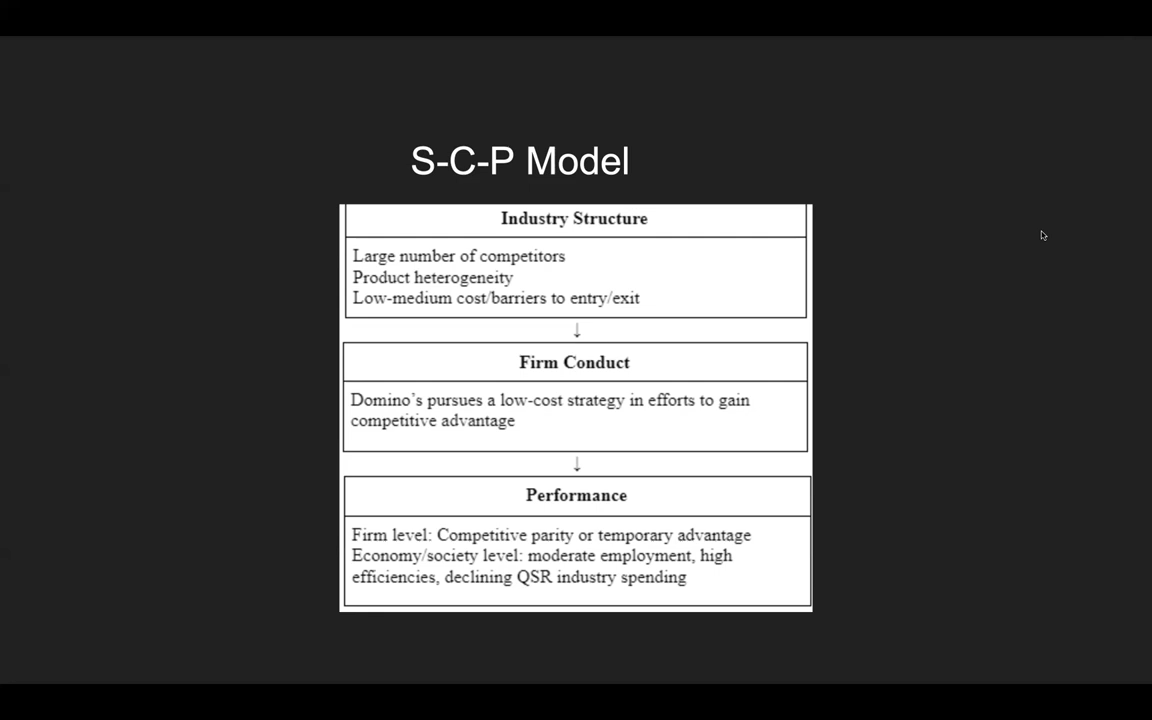 S-C-P Model
Industry Structure
Large number of competitors
Product heterogeneity
Low-medium cost/barriers to entry/exit
↓
Firm Conduct
Domino’s pursues a low-cost strategy in efforts to gain
competitive advantage
↓
Performance
Firm level: Competitive parity or temporary advantage
Economy/society level: moderate employment, high
efficiencies, declining QSR industry spending